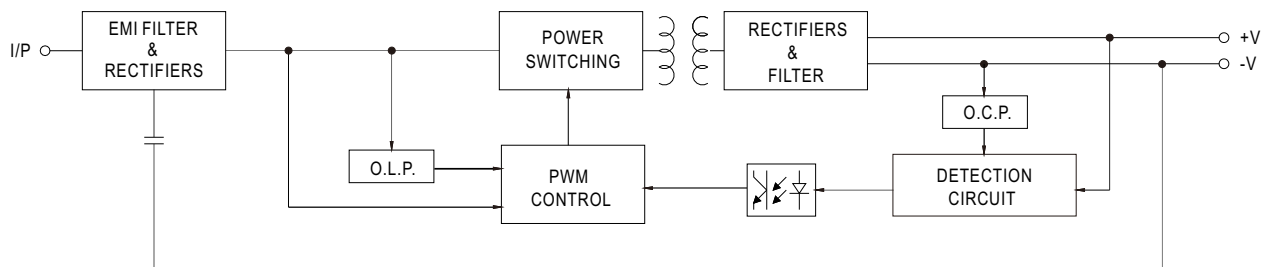 I/P
EMI FILTER
&
RECTIFIERS
POWER
SWITCHING
RECTIFIERS
&
FILTER
+V
-V
O.C.P.
O.L.P.
PWM
CONTROL
DETECTION
CIRCUIT